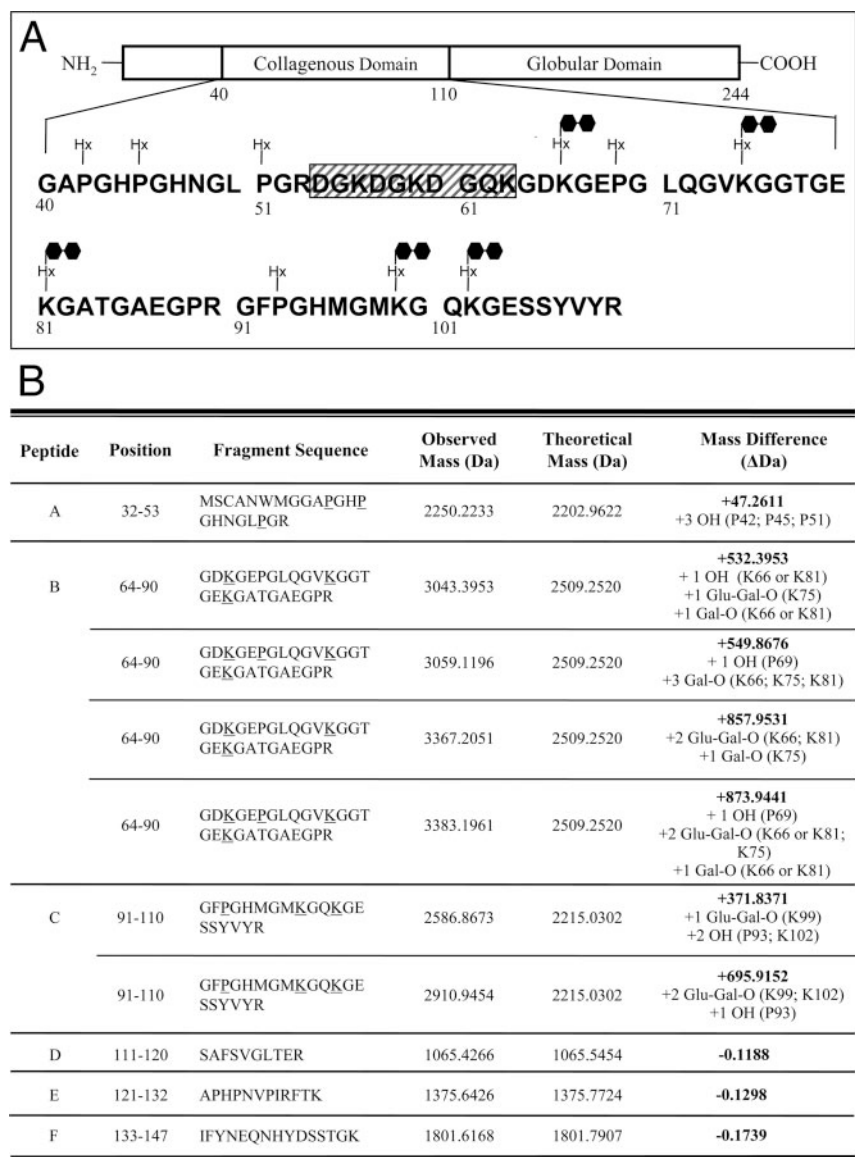 A
NH2 Collagenous Domain Globular Domain COOH
40 110 244
Hx Hx Hx Hx Hx Hx
GAPGHPGHNGL PGRDGKDGKD GQKGDKGEPG LQGVKGGTGE
40 51 61 71
Hx Hx Hx Hx
KGATGAEGPR GFPGHMGMKG QKGESSYVYR
81 91 101
B
Peptide Position Fragment Sequence Observed Mass (Da) Theoretical Mass (Da) Mass Difference (ΔDa)
A 32-53 MSCANWMGGAPGHP
GHNGLPGR 2250.2233 2202.9622 +47.2611
+3 OH (P42; P45; P51)
B 64-90 GDKGEPGLQGVKGGT
GEKGATGAEGPR 3043.3953 2509.2520 +532.3953
+ 1 OH (K66 or K81)
+1 Glu-Gal-O (K75)
+1 Gal-O (K66 or K81)
64-90 GDKGEPGLQGVKGGT
GEKGATGAEGPR 3059.1196 2509.2520 +549.8676
+ 1 OH (P69)
+3 Gal-O (K66; K75; K81)
64-90 GDKGEPGLQGVKGGT
GEKGATGAEGPR 3367.2051 2509.2520 +857.9531
+2 Glu-Gal-O (K66; K81)
+1 Gal-O (K75)
64-90 GDKGEPGLQGVKGGT
GEKGATGAEGPR 3383.1961 2509.2520 +873.9441
+ 1 OH (P69)
+2 Glu-Gal-O (K66 or K81;
K75)
+1 Gal-O (K66 or K81)
C 91-110 GFPGHMGMKGQKGE
SSYVYR 2586.8673 2215.0302 +371.8371
+1 Glu-Gal-O (K99)
+2 OH (P93; K102)
91-110 GFPGHMGMKGQKGE
SSYVYR 2910.9454 2215.0302 +695.9152
+2 Glu-Gal-O (K99; K102)
+1 OH (P93)
D 111-120 SAFSVGLTER 1065.4266 1065.5454 -0.1188
E 121-132 APHPNVPIRFTK 1375.6426 1375.7724 -0.1298
F 133-147 IFYNEQNHYDSSTGK 1801.6168 1801.7907 -0.1739